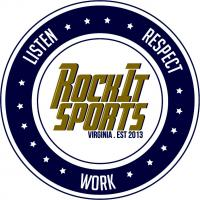 LISTEN
RESPECT
ROCKIT
SPORTS
VIRGINIA . EST 2013
WORK